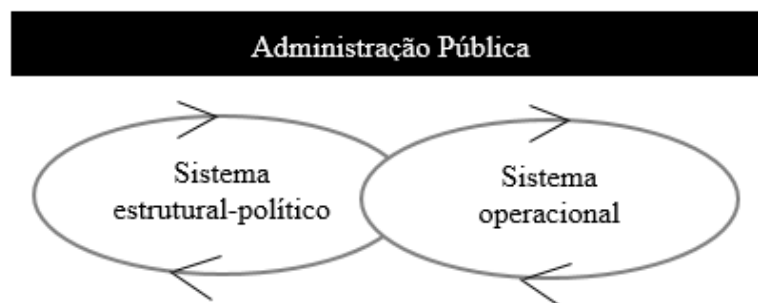 Administração Pública
Sistema
estrutural-político
Sistema
operacional